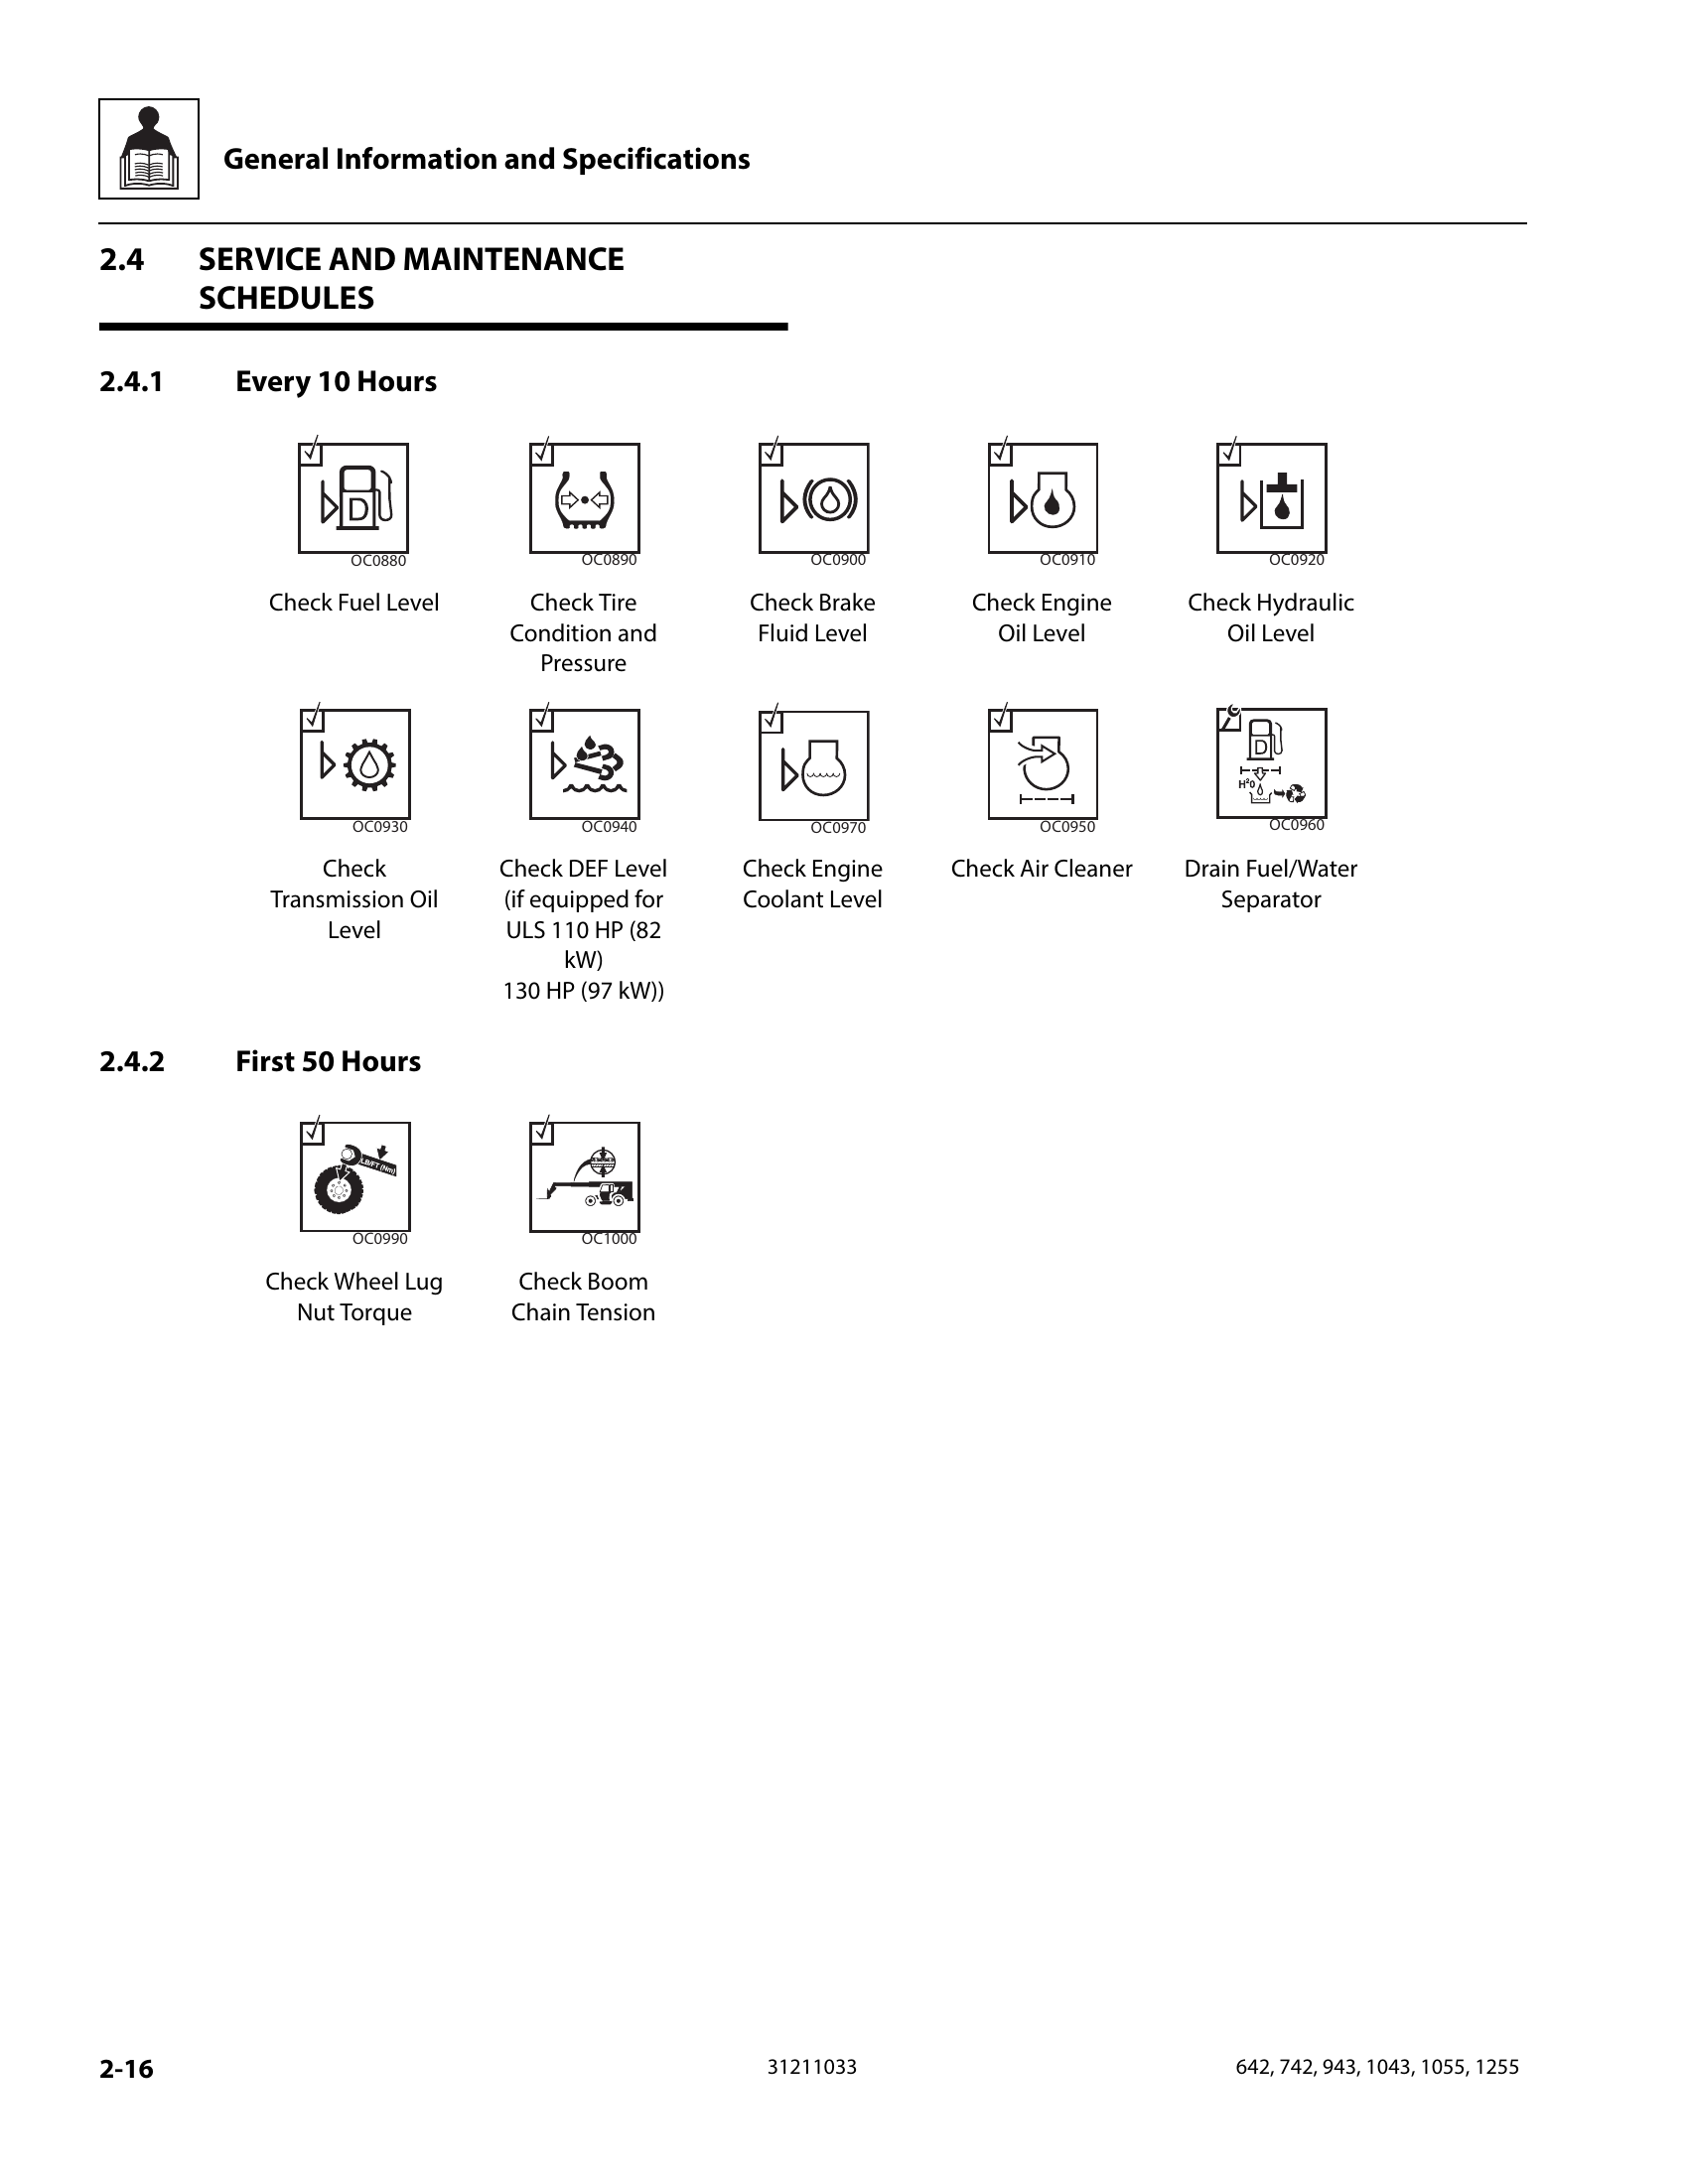 General Information and Specifications
2.4 SERVICE AND MAINTENANCE
SCHEDULES
2.4.1 Every 10 Hours
D
OC0880
OC0890
OC0900
OC0910
OC0920
Check Fuel Level
Check Tire
Condition and
Pressure
Check Brake
Fluid Level
Check Engine
Oil Level
Check Hydraulic
Oil Level
D
H²0
OC0930
OC0940
OC0970
OC0950
OC0960
Check
Transmission Oil
Level
Check DEF Level
(if equipped for
ULS 110 HP (82
kW)
130 HP (97 kW))
Check Engine
Coolant Level
Check Air Cleaner
Drain Fuel/Water
Separator
2.4.2 First 50 Hours
LB/FT (Nm)
OC0990
OC1000
Check Wheel Lug
Nut Torque
Check Boom
Chain Tension
2-16 31211033 642, 742, 943, 1043, 1055, 1255